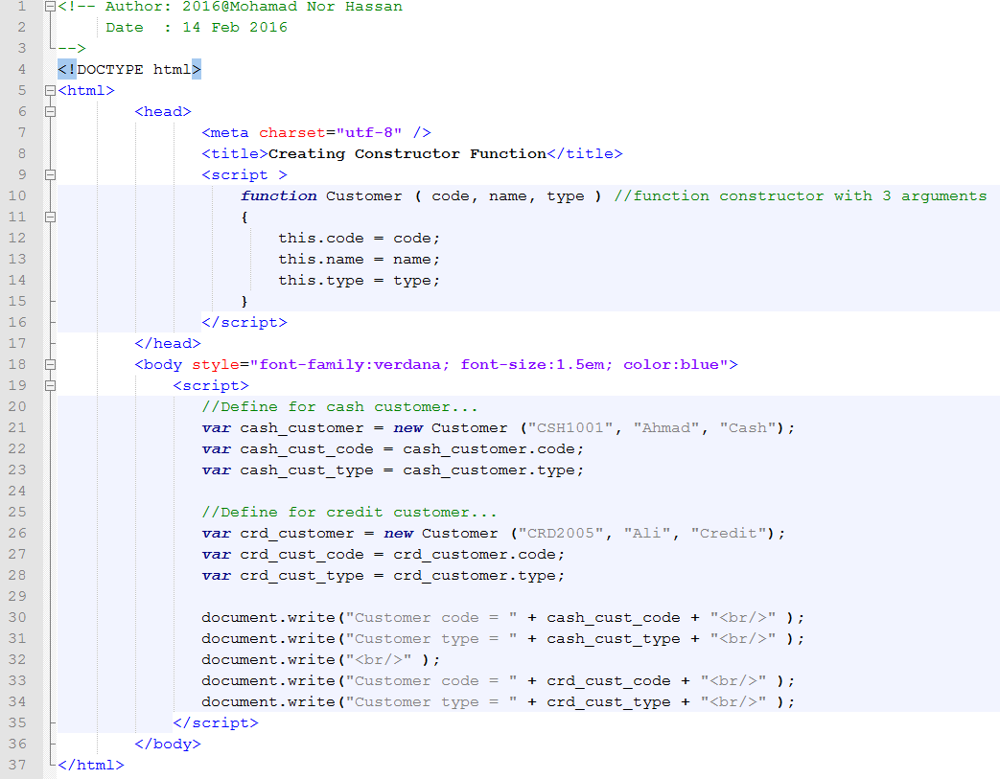 1 <!-- Author: 2016@Mohamad Nor Hassan
2 Date : 14 Feb 2016
3 -->
4 <!DOCTYPE html>
5 <html>
6 <head>
7 <meta charset="utf-8" />
8 <title>Creating Constructor Function</title>
9 <script >
10 function Customer ( code, name, type ) //function constructor with 3 arguments
11 {
12 this.code = code;
13 this.name = name;
14 this.type = type;
15 }
16 </script>
17 </head>
18 <body style="font-family:verdana; font-size:1.5em; color:blue">
19 <script>
20 //Define for cash customer...
21 var cash_customer = new Customer ("CSH1001", "Ahmad", "Cash");
22 var cash_cust_code = cash_customer.code;
23 var cash_cust_type = cash_customer.type;
24
25 //Define for credit customer...
26 var crd_customer = new Customer ("CRD2005", "Ali", "Credit");
27 var crd_cust_code = crd_customer.code;
28 var crd_cust_type = crd_customer.type;
29
30 document.write("Customer code = " + cash_cust_code + "<br/>" );
31 document.write("Customer type = " + cash_cust_type + "<br/>" );
32 document.write("<br/>" );
33 document.write("Customer code = " + crd_cust_code + "<br/>" );
34 document.write("Customer type = " + crd_cust_type + "<br/>" );
35 </script>
36 </body>
37 </html>